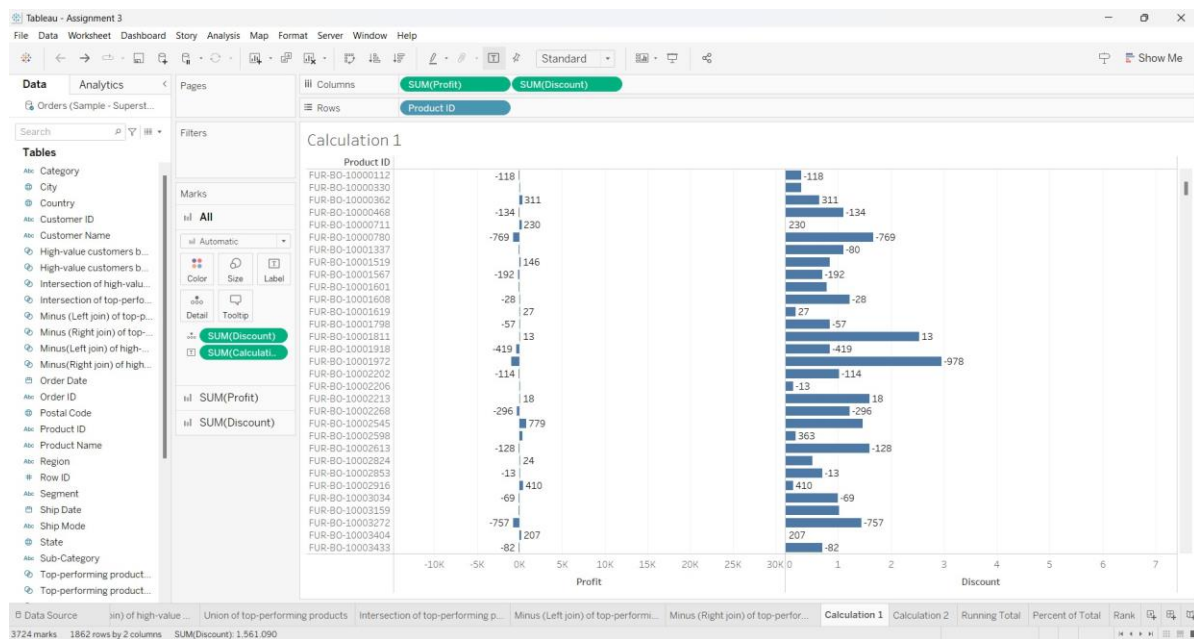 Tableau - Assignment 3
File Data Worksheet Dashboard Story Analysis Map Format Server Window Help
Standard
Show Me
Data Analytics
Orders (Sample - Superst...
Search
Tables
Abc Category
City
Country
Abc Customer ID
Abc Customer Name
High-value customers b...
High-value customers b...
Intersection of high-valu...
Intersection of top-perfo...
Minus (Left join) of top-p...
Minus (Right join) of top-...
Minus(Left join) of high-...
Minus(Right join) of high...
Order Date
Abc Order ID
Postal Code
Abc Product ID
Abc Product Name
Abc Region
# Row ID
Abc Segment
Ship Date
Abc Ship Mode
State
Abc Sub-Category
Top-performing product...
Top-performing product...
Pages
Filters
Marks
All
Automatic
Color Size Label
Detail Tooltip
SUM(Discount)
SUM(Calculati..
SUM(Profit)
SUM(Discount)
Columns SUM(Profit) SUM(Discount)
Rows Product ID
Calculation 1
Product ID
FUR-BO-10000112 -118 -118
FUR-BO-10000330
FUR-BO-10000362 311 311
FUR-BO-10000468 -134 -134
FUR-BO-10000711 230 230
FUR-BO-10000780 -769 -769
FUR-BO-10001337 -80
FUR-BO-10001519 146
FUR-BO-10001567 -192 -192
FUR-BO-10001601
FUR-BO-10001608 -28 -28
FUR-BO-10001619 27 27
FUR-BO-10001798 -57 -57
FUR-BO-10001811 13 13
FUR-BO-10001918 -419 -419
FUR-BO-10001972 -978
FUR-BO-10002202 -114 -114
FUR-BO-10002206 -13
FUR-BO-10002213 18 18
FUR-BO-10002268 -296 -296
FUR-BO-10002545 779
FUR-BO-10002598 363
FUR-BO-10002613 -128 -128
FUR-BO-10002824 24
FUR-BO-10002853 -13 -13
FUR-BO-10002916 410 410
FUR-BO-10003034 -69 -69
FUR-BO-10003159
FUR-BO-10003272 -757 -757
FUR-BO-10003404 207 207
FUR-BO-10003433 -82 -82
-10K -5K 0K 5K 10K 15K 20K 25K 30K 0 1 2 3 4 5 6 7
Profit Discount
Data Source oin) of high-value ... Union of top-performing products Intersection of top-performing p... Minus (Left join) of top-performi... Minus (Right join) of top-perfor... Calculation 1 Calculation 2 Running Total Percent of Total Rank
3724 marks 1862 rows by 2 columns SUM(Discount): 1,561.090